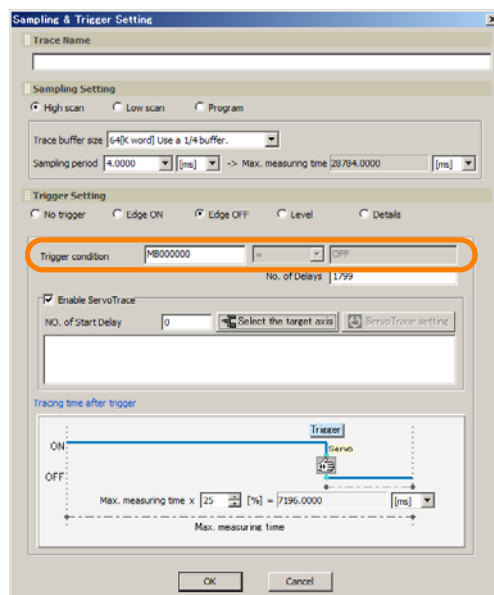 Sampling & Trigger Setting
Trace Name
Sampling Setting
High scan Low scan Program
Trace buffer size 64[K word] Use a 1/4 buffer.
Sampling period 4.0000 [ms] -> Max. measuring time 28784.0000 [ms]
Trigger Setting
No trigger Edge ON Edge OFF Level Details
Trigger condition MB000000 = OFF
No. of Delays 1799
Enable ServoTrace
NO. of Start Delay 0 Select the target axis ServoTrace setting
Tracing time after trigger
Trigger
ON Servo
OFF
Max. measuring time x 25 [%] = 7196.0000 [ms]
Max. measuring time
OK Cancel